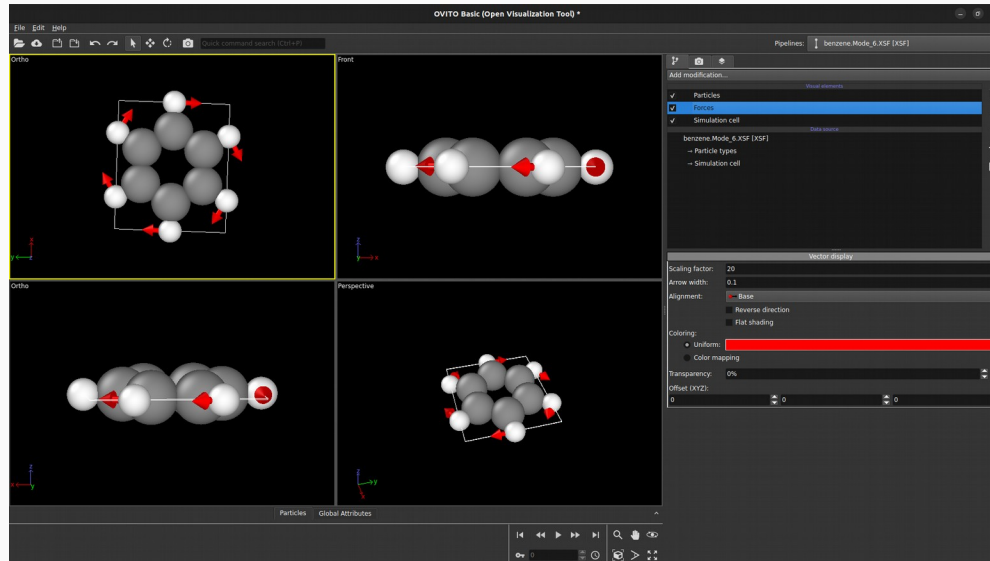 OVITO Basic (Open Visualization Tool) *
File Edit Help
Quick command search (Ctrl+P)
Pipelines: benzene.Mode_6.XSF [XSF]
Ortho
Front
Add modification...
Visual elements
Particles
Forces
Simulation cell
Data source
benzene.Mode_6.XSF [XSF]
→ Particle types
→ Simulation cell
x
y
z
z
y x
Vector display
Scaling factor: 20
Arrow width: 0.1
Alignment: Base
Reverse direction
Flat shading
Coloring:
Uniform:
Color mapping
Transparency: 0%
Offset (XYZ):
0 0 0
Ortho
Perspective
z
x y
z
y
x
Particles Global Attributes
0